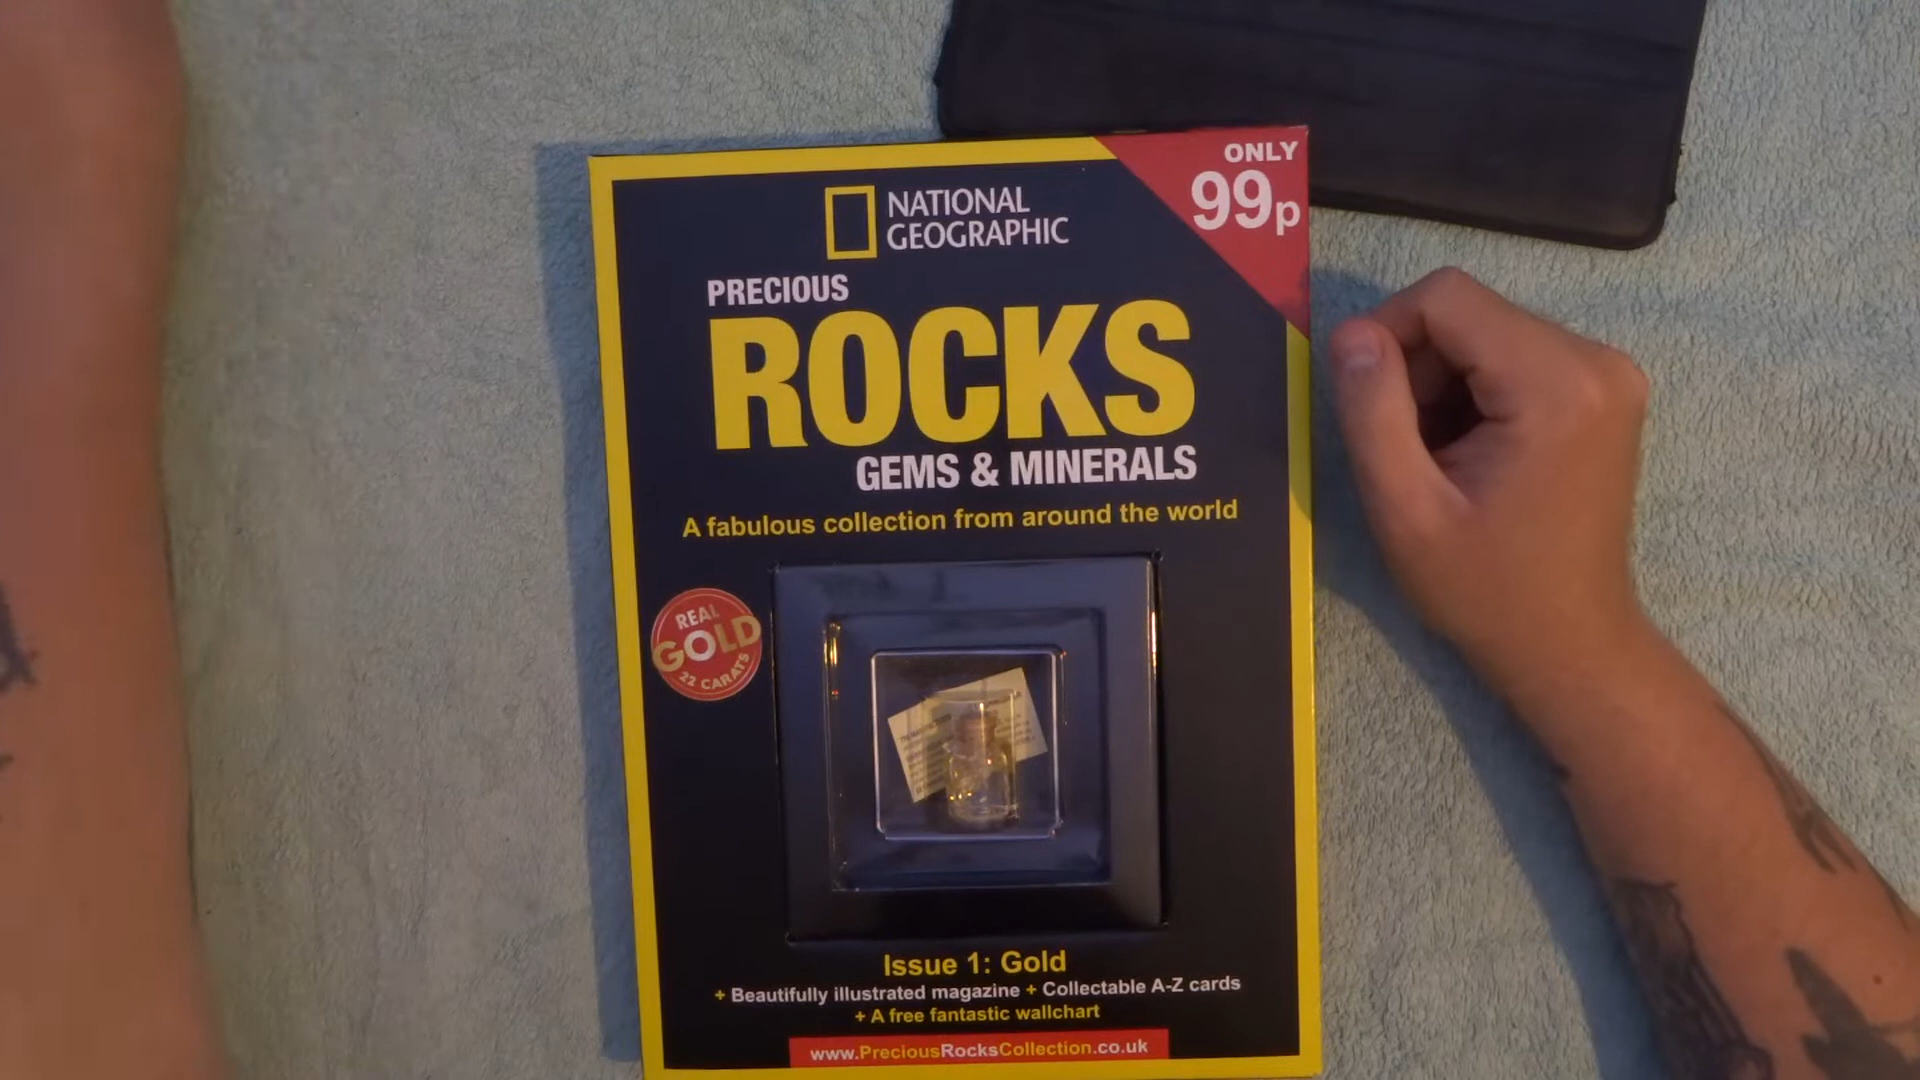 ONLY
99p
NATIONAL
GEOGRAPHIC
PRECIOUS
ROCKS
GEMS & MINERALS
A fabulous collection from around the world
REAL
GOLD
22 CARATS
Issue 1: Gold
+ Beautifully illustrated magazine + Collectable A-Z cards
+ A free fantastic wallchart
www.PreciousRocksCollection.co.uk